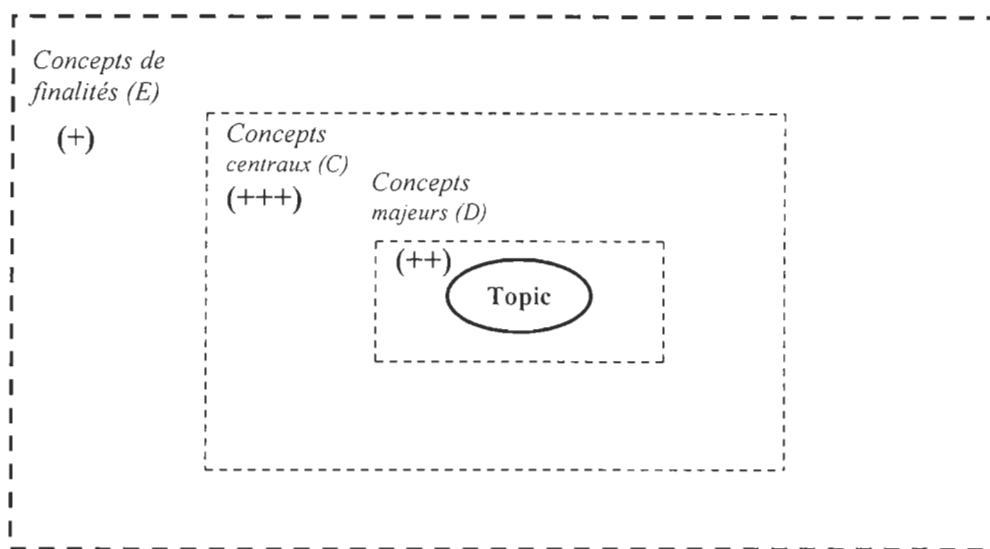 Concepts de
finalités (E)
(+)
Concepts
centraux (C)
(+++)
Concepts
majeurs (D)
(++)
Topic